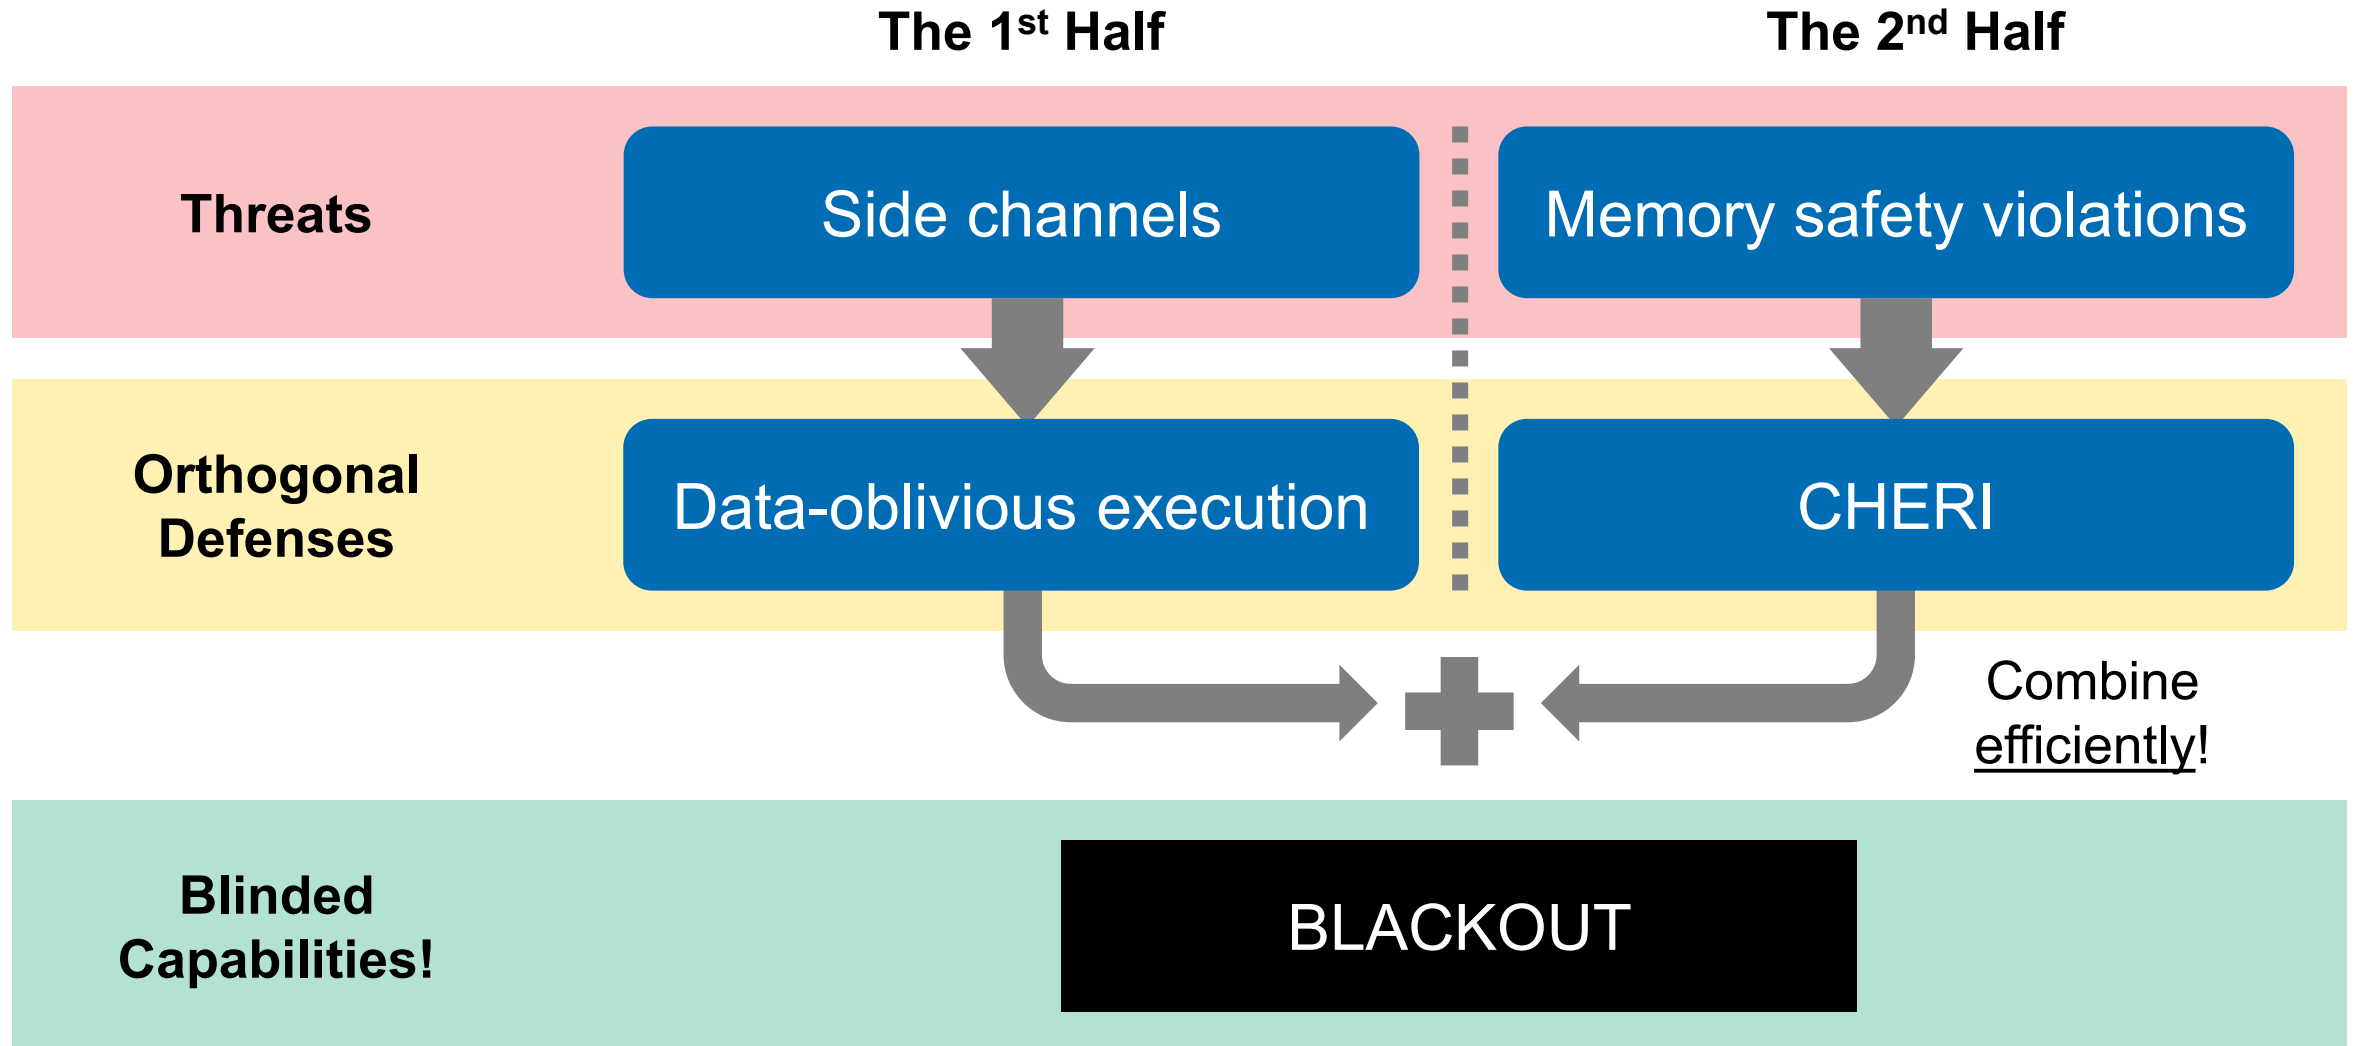 The 1st Half
The 2nd Half
Threats
Side channels
Memory safety violations
Orthogonal
Defenses
Data-oblivious execution
CHERI
Combine
efficiently!
Blinded
Capabilities!
BLACKOUT